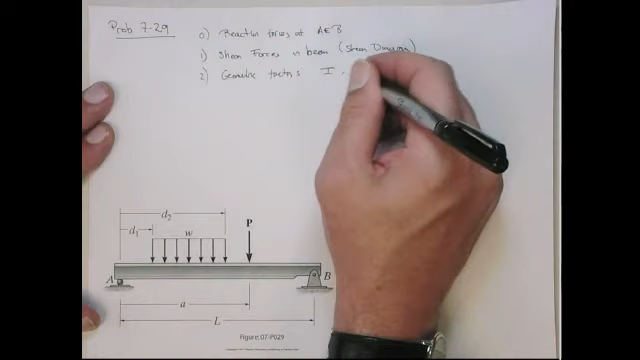 Prob 7-29
0) Reaction forces at A & B
1) Shear Forces in beam (Shear Diagram)
2) Geometric factors I
d₂
d₁
w
P
A
B
a
L
Figure: 07-P029